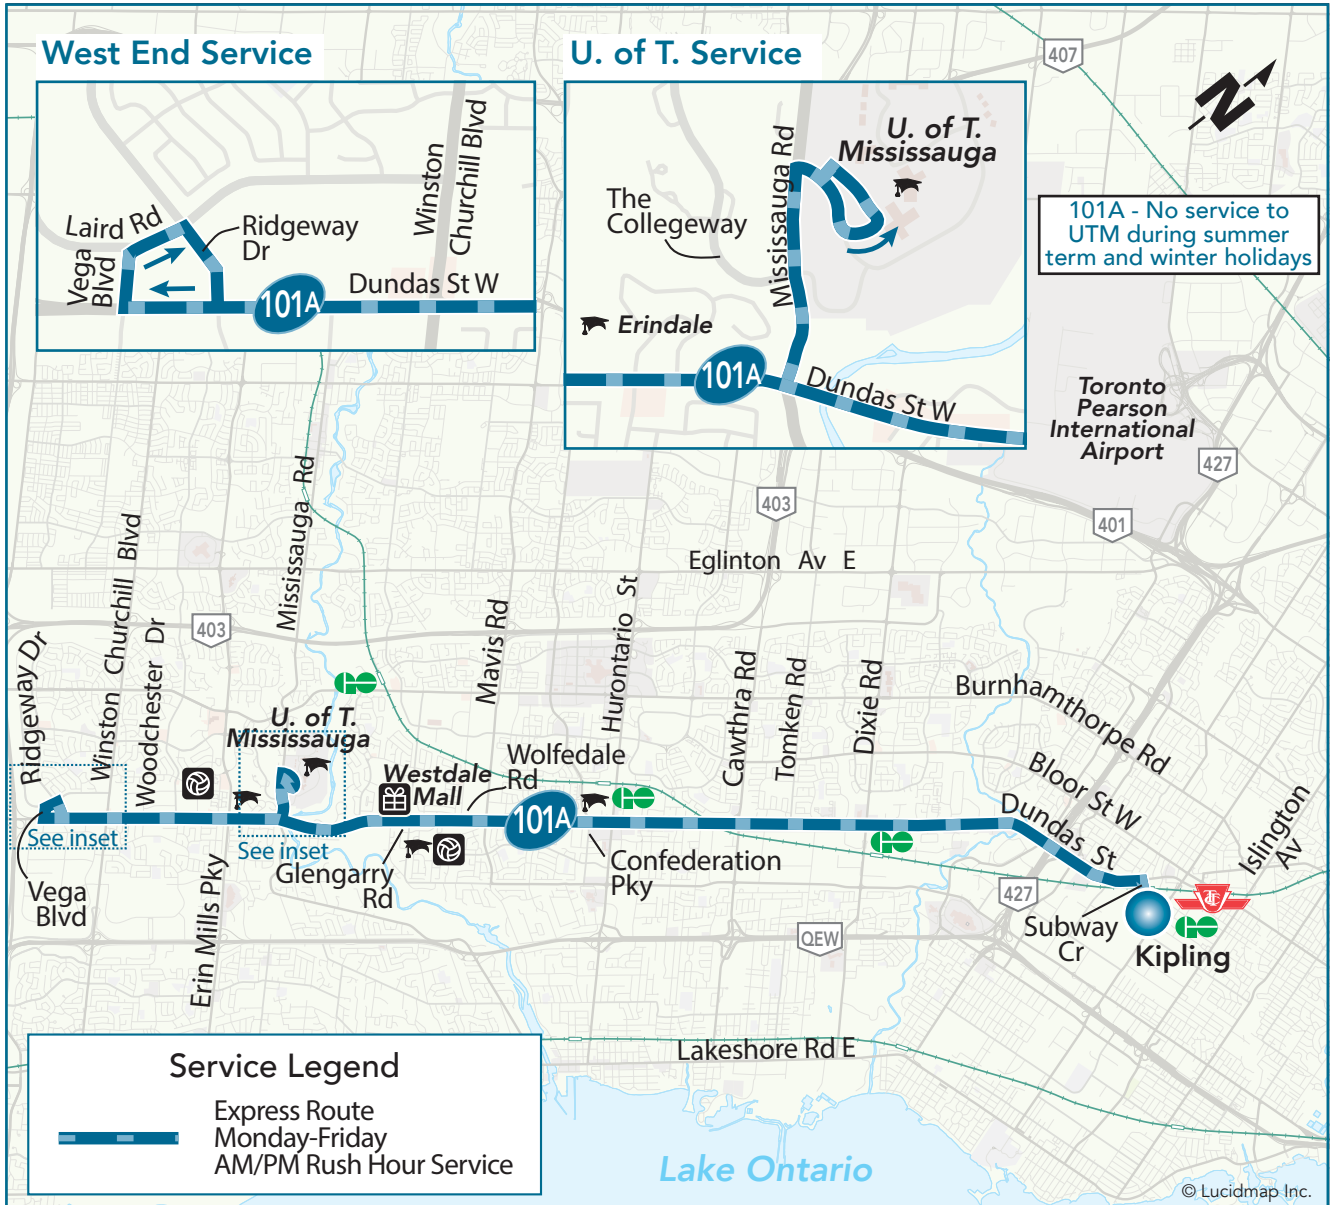 West End Service
U. of T. Service
407
N
Winston
Churchill Blvd
Laird Rd
Ridgeway
Dr
Vega
Blvd
101A
Dundas St W
U. of T.
Mississauga
Mississauga Rd
The
Collegeway
Erindale
101A
Dundas St W
101A - No service to
UTM during summer
term and winter holidays
Toronto
Pearson
International
Airport
427
401
403
Eglinton Av E
Mississauga Rd
Winston Churchill Blvd
Woodchester Dr
403
Ridgeway Dr
Mavis Rd
Hurontario St
Cawthra Rd
Tomken Rd
Dixie Rd
Burnhamthorpe Rd
Bloor St W
Dundas St
Islington
Av
GO
U. of T.
Mississauga
Westdale
Mall
Wolfedale
Rd
101A
GO
GO
See inset
See inset
Glengarry
Rd
Confederation
Pky
Vega
Blvd
Erin Mills Pky
427
QEW
Subway
Cr
TTC
GO
Kipling
Lakeshore Rd E
Service Legend
Express Route
Monday-Friday
AM/PM Rush Hour Service
Lake Ontario
© Lucidmap Inc.